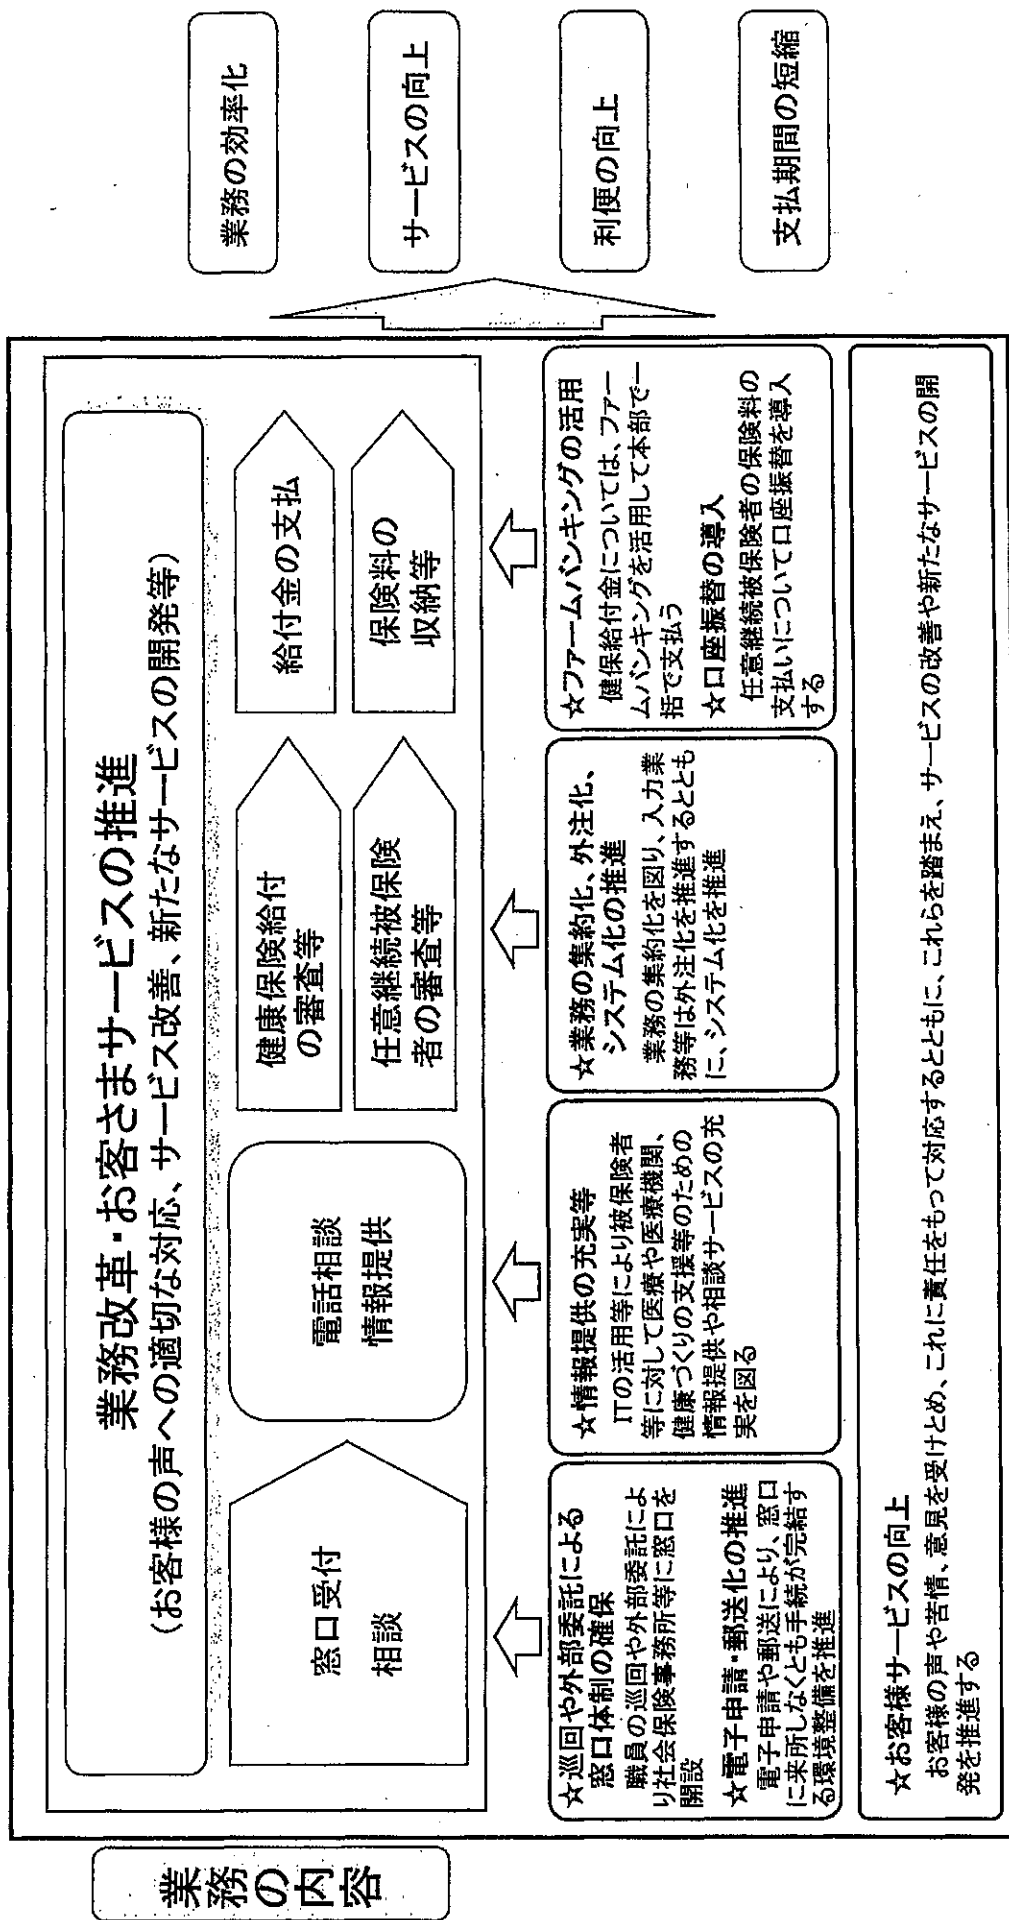 業務の内容
業務改革・お客さまサービスの推進
(お客様の声への適切な対応、サービス改善、新たなサービスの開発等)
窓口受付
相談
電話相談
情報提供
健康保険給付
の審査等
任意継続被保険
者の審査等
給付金の支払
保険料の
収納等
☆巡回や外部委託による
窓口体制の確保
職員の巡回や外部委託によ
り社会保険事務所等に窓口を
開設
☆電子申請・郵送化の推進
電子申請や郵送により、窓口
に来所しなくとも手続が完結す
る環境整備を推進
☆情報提供の充実等
ITの活用等により被保険者
等に対して医療や医療機関、
健康づくりの支援等のための
情報提供や相談サービスの充
実を図る
☆業務の集約化、外注化、
システム化の推進
業務の集約化を図り、入力業
務等は外注化を推進するととも
に、システム化を推進
☆ファームバンキングの活用
健保給付金については、ファー
ムバンキングを活用して本部で一
括で支払う
☆口座振替の導入
任意継続被保険者の保険料の
支払いについて口座振替を導入
する
☆お客様サービスの向上
お客様の声や苦情、意見を受けとめ、これに責任をもって対応するとともに、これらを踏まえ、サービスの改善や新たなサービスの開
発を推進する
業務の効率化
サービスの向上
利便の向上
支払期間の短縮